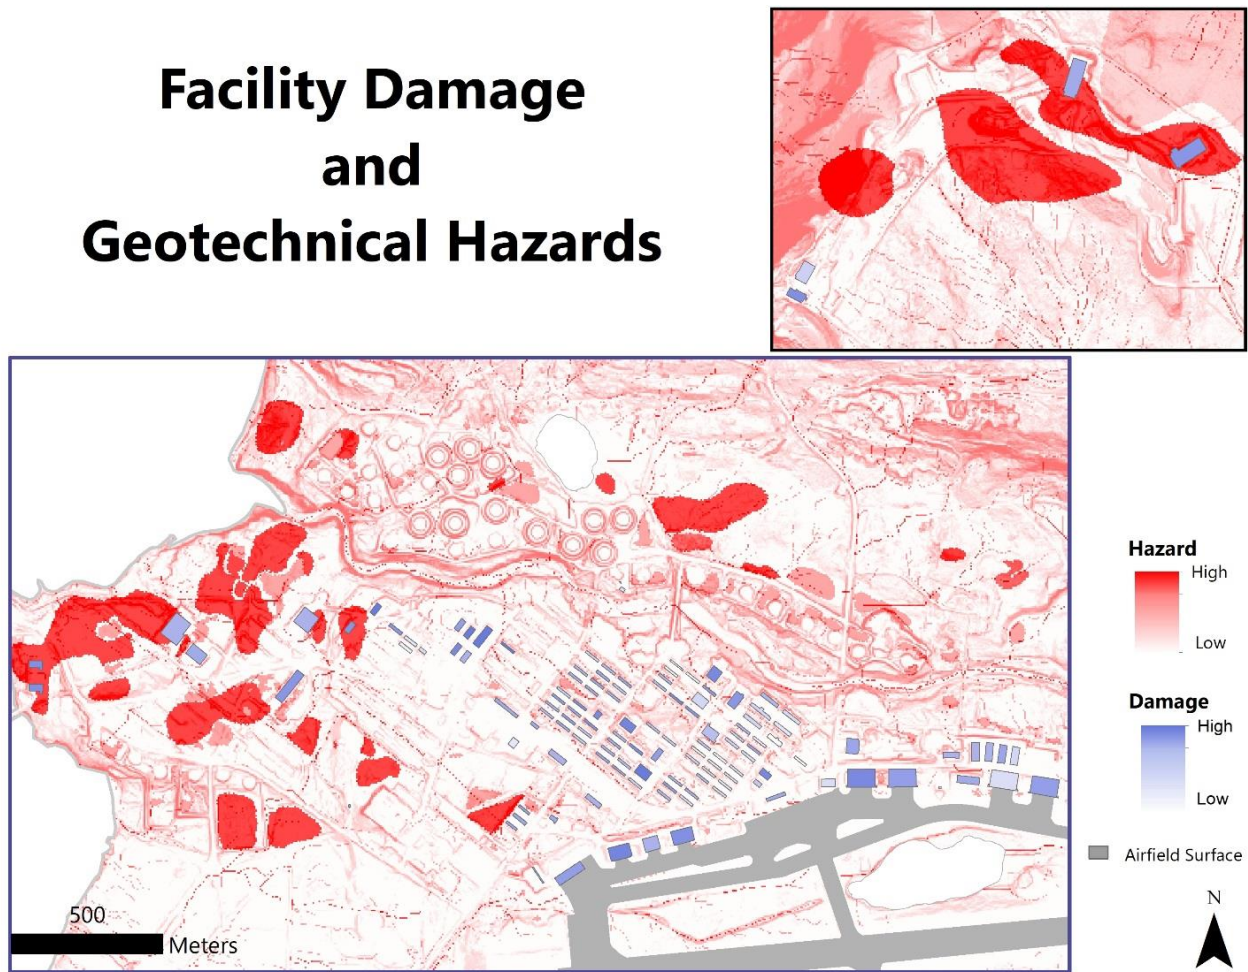 Facility Damage
and
Geotechnical Hazards
Hazard
High
Low
Damage
High
Low
Airfield Surface
N
500
Meters